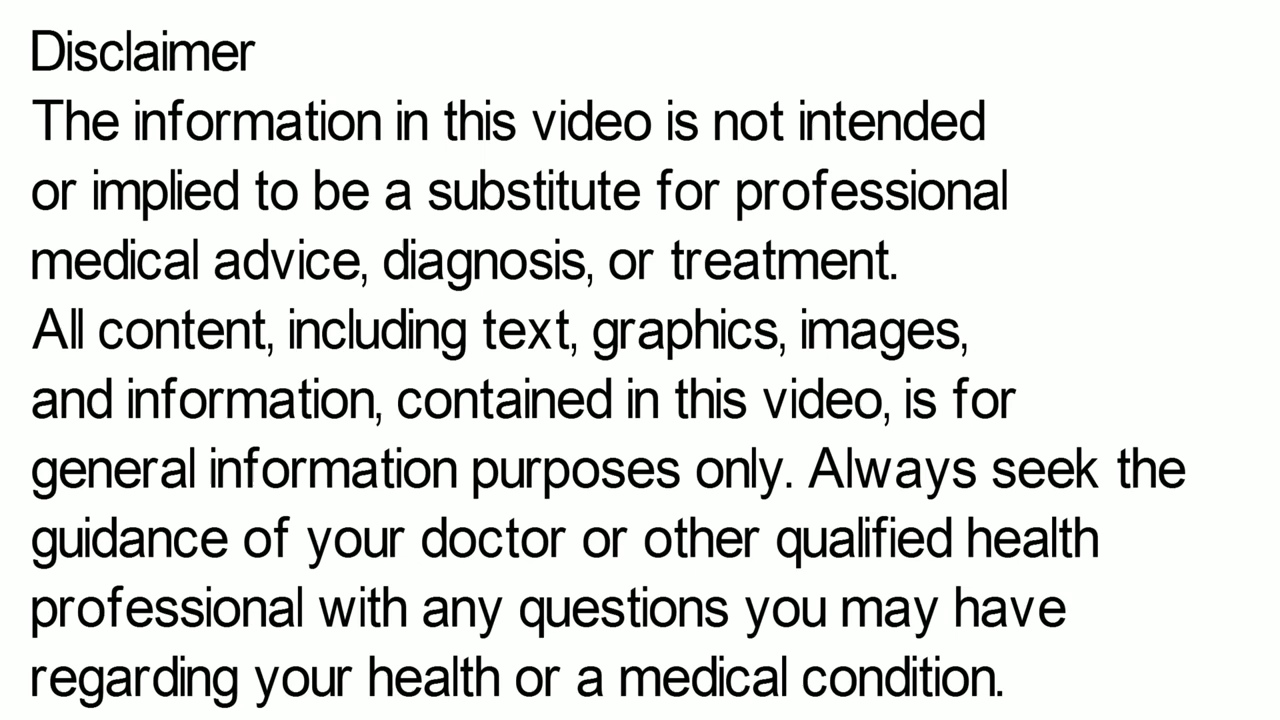 Disclaimer
The information in this video is not intended
or implied to be a substitute for professional
medical advice, diagnosis, or treatment.
All content, including text, graphics, images,
and information, contained in this video, is for
general information purposes only. Always seek the
guidance of your doctor or other qualified health
professional with any questions you may have
regarding your health or a medical condition.